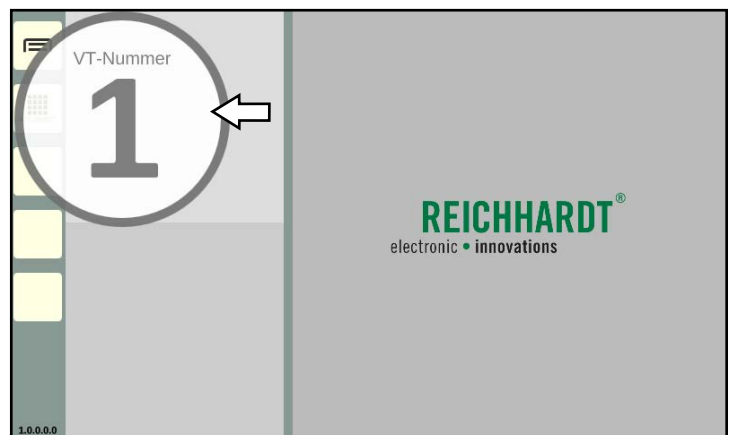 VT-Nummer
1
REICHHARDT®
electronic • innovations
1.0.0.0.0